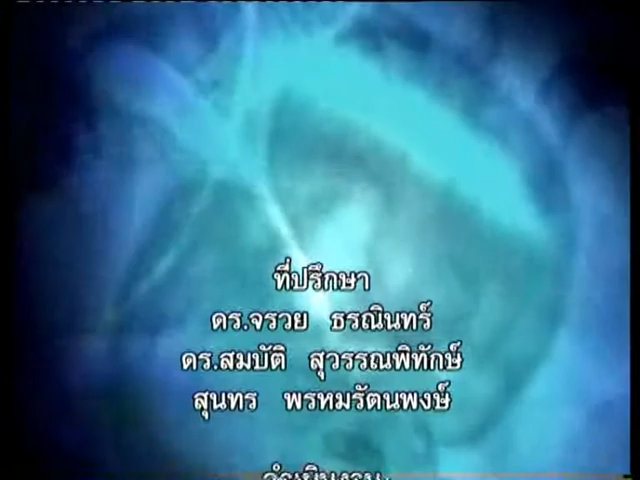 ที่ปรึกษา
ดร.จรวย ธรณินทร์
ดร.สมบัติ สุวรรณพิทักษ์
สุนทร พรหมรัตนพงษ์